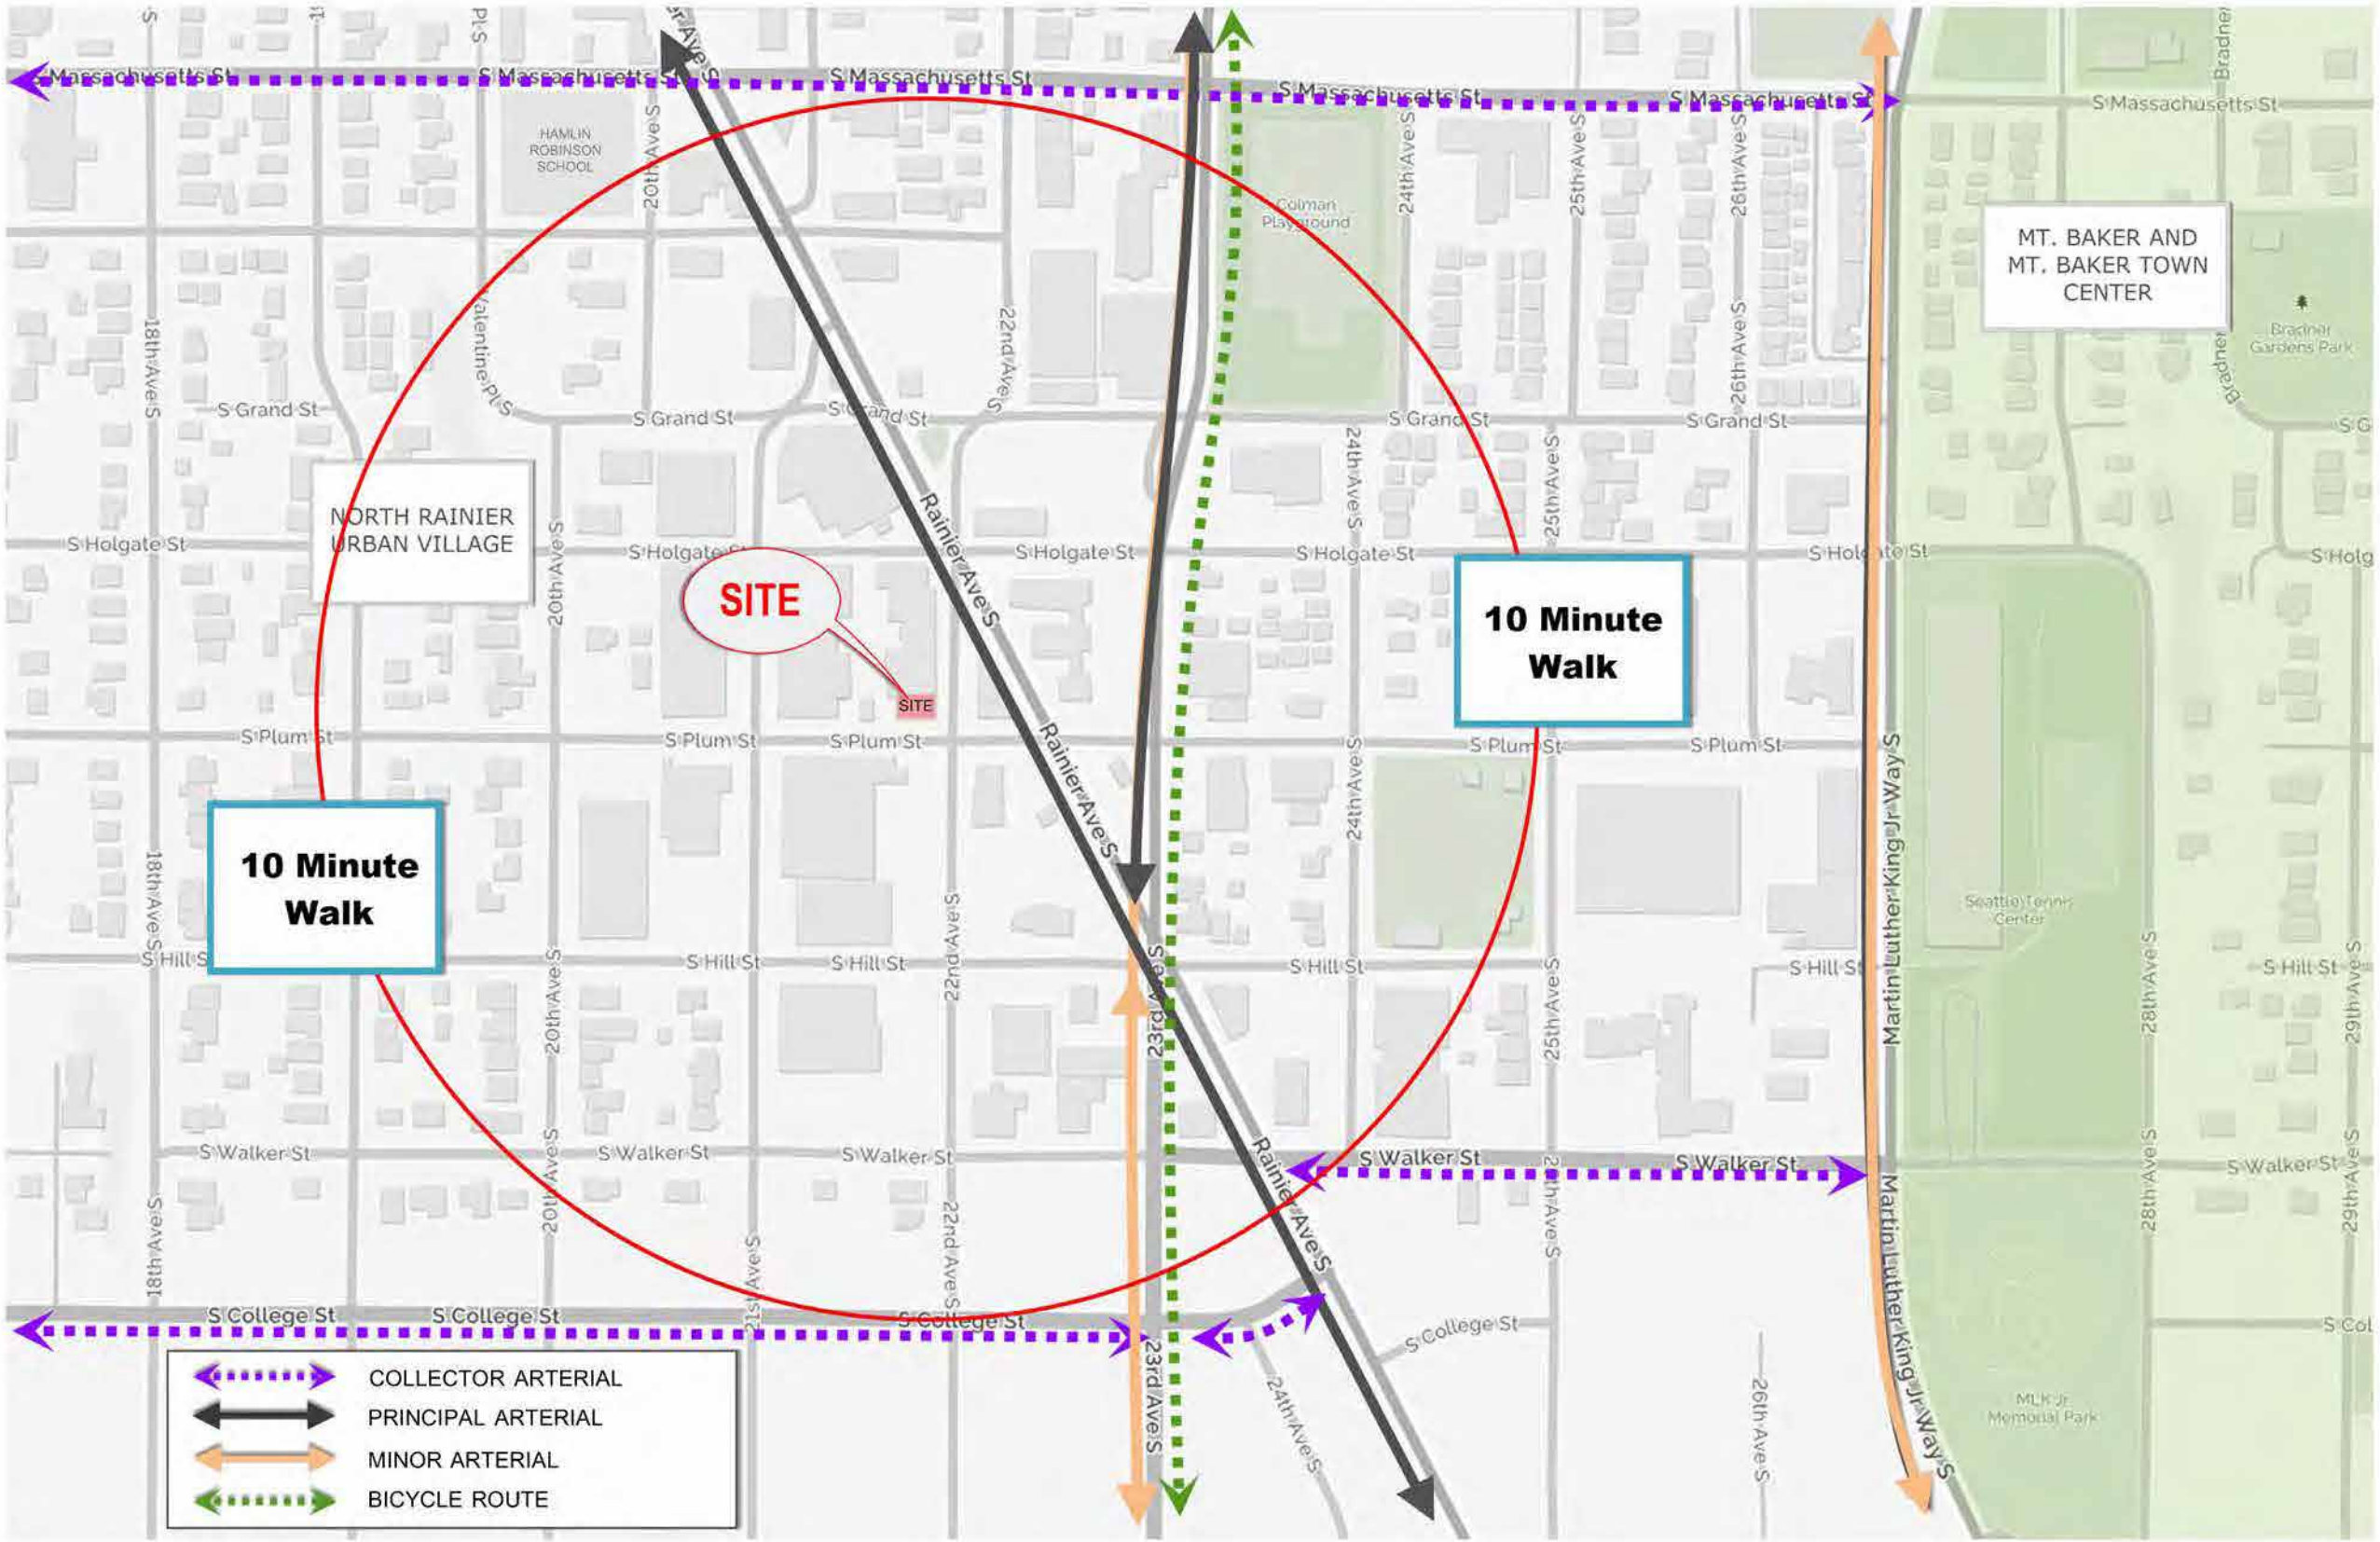 Massachusetts St
S Massachusetts St
S Massachusetts St
S Massachusetts St
S Massachusetts St
S Massachusetts St
HAMLIN
ROBINSON
SCHOOL
20th Ave S
24th Ave S
25th Ave S
26th Ave S
Bradner
Colman
Playground
MT. BAKER AND
MT. BAKER TOWN
CENTER
Bradner
Gardens Park
Bradner
18th Ave S
Valentine Pl S
22nd Ave S
26th Ave S
S Grand St
S Grand St
S Grand St
S Grand St
S Grand St
S G
NORTH RAINIER
URBAN VILLAGE
20th Ave S
Rainier Ave S
24th Ave S
25th Ave S
S Holgate St
S Holgate St
S Holgate St
S Holgate St
S Holgate St
S Holg
SITE
SITE
10 Minute
Walk
S Plum St
S Plum St
S Plum St
S Plum St
S Plum St
Rainier Ave S
24th Ave S
Martin Luther King Jr Way S
10 Minute
Walk
18th Ave S
22nd Ave S
Seattle Tennis
Center
S Hill S
S Hill St
S Hill St
S Hill St
S Hill St
S Hill St
20th Ave S
23rd Ave S
25th Ave S
28th Ave S
29th Ave S
S Walker St
S Walker St
S Walker St
S Walker St
S Walker St
S Walker St
18th Ave S
20th Ave S
21st Ave S
22nd Ave S
Rainier Ave S
25th Ave S
28th Ave S
29th Ave S
Martin Luther King Jr Way S
S College St
S College St
S College St
S College St
S Col
23rd Ave S
24th Ave S
26th Ave S
MLK Jr
Memorial Park
COLLECTOR ARTERIAL
PRINCIPAL ARTERIAL
MINOR ARTERIAL
BICYCLE ROUTE